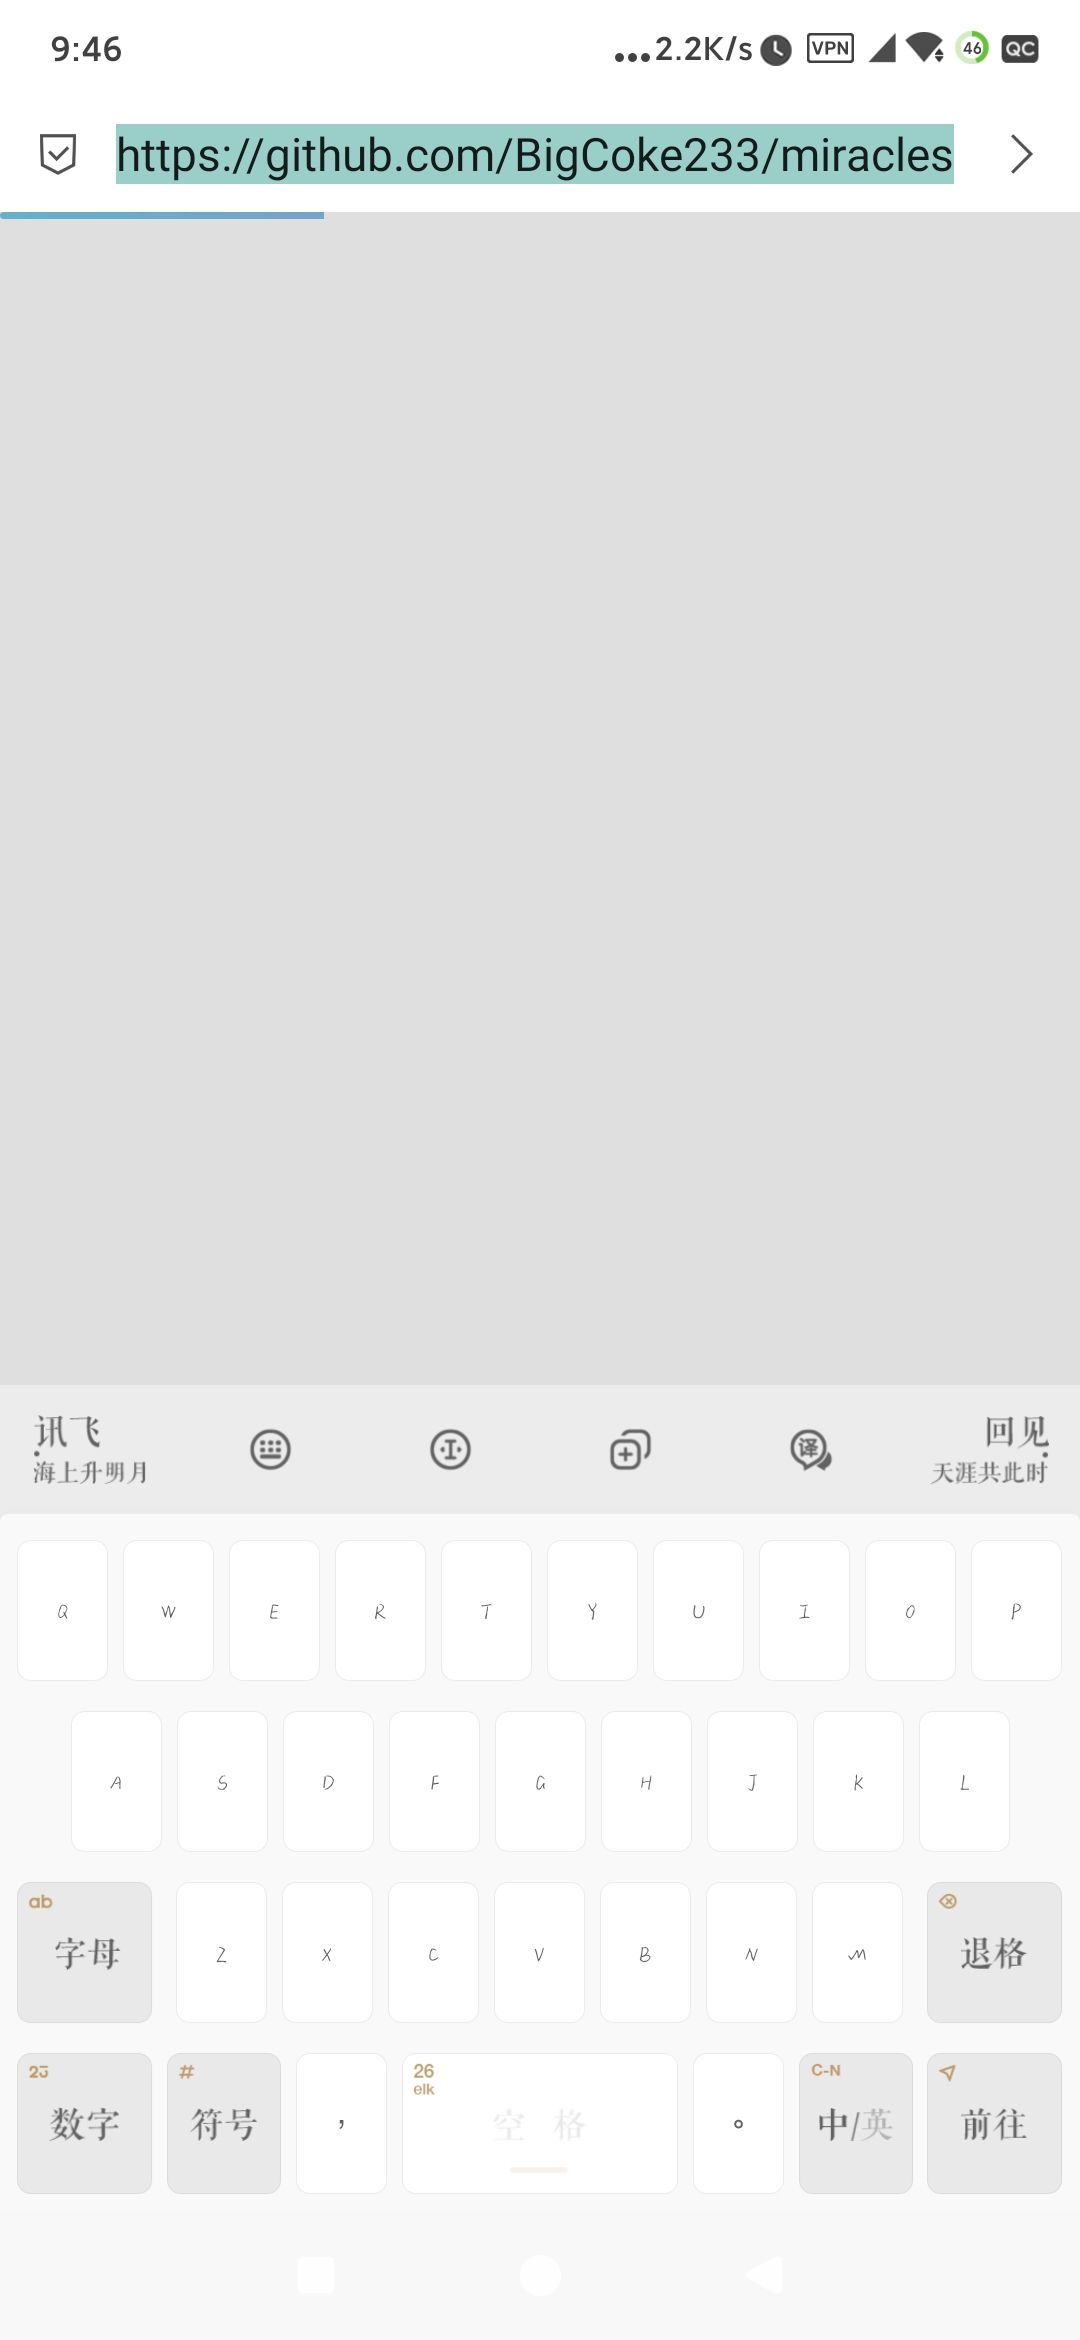 9:46
...2.2K/s VPN 46 QC
https://github.com/BigCoke233/miracles
讯飞 回见
海上升明月 译 天涯共此时
Q W E R T Y U I O P
A S D F G H J K L
ab
字母 Z X C V B N M 退格
# 26 C-N
elk
数字 符号 , 空 格 。 中/英 前往